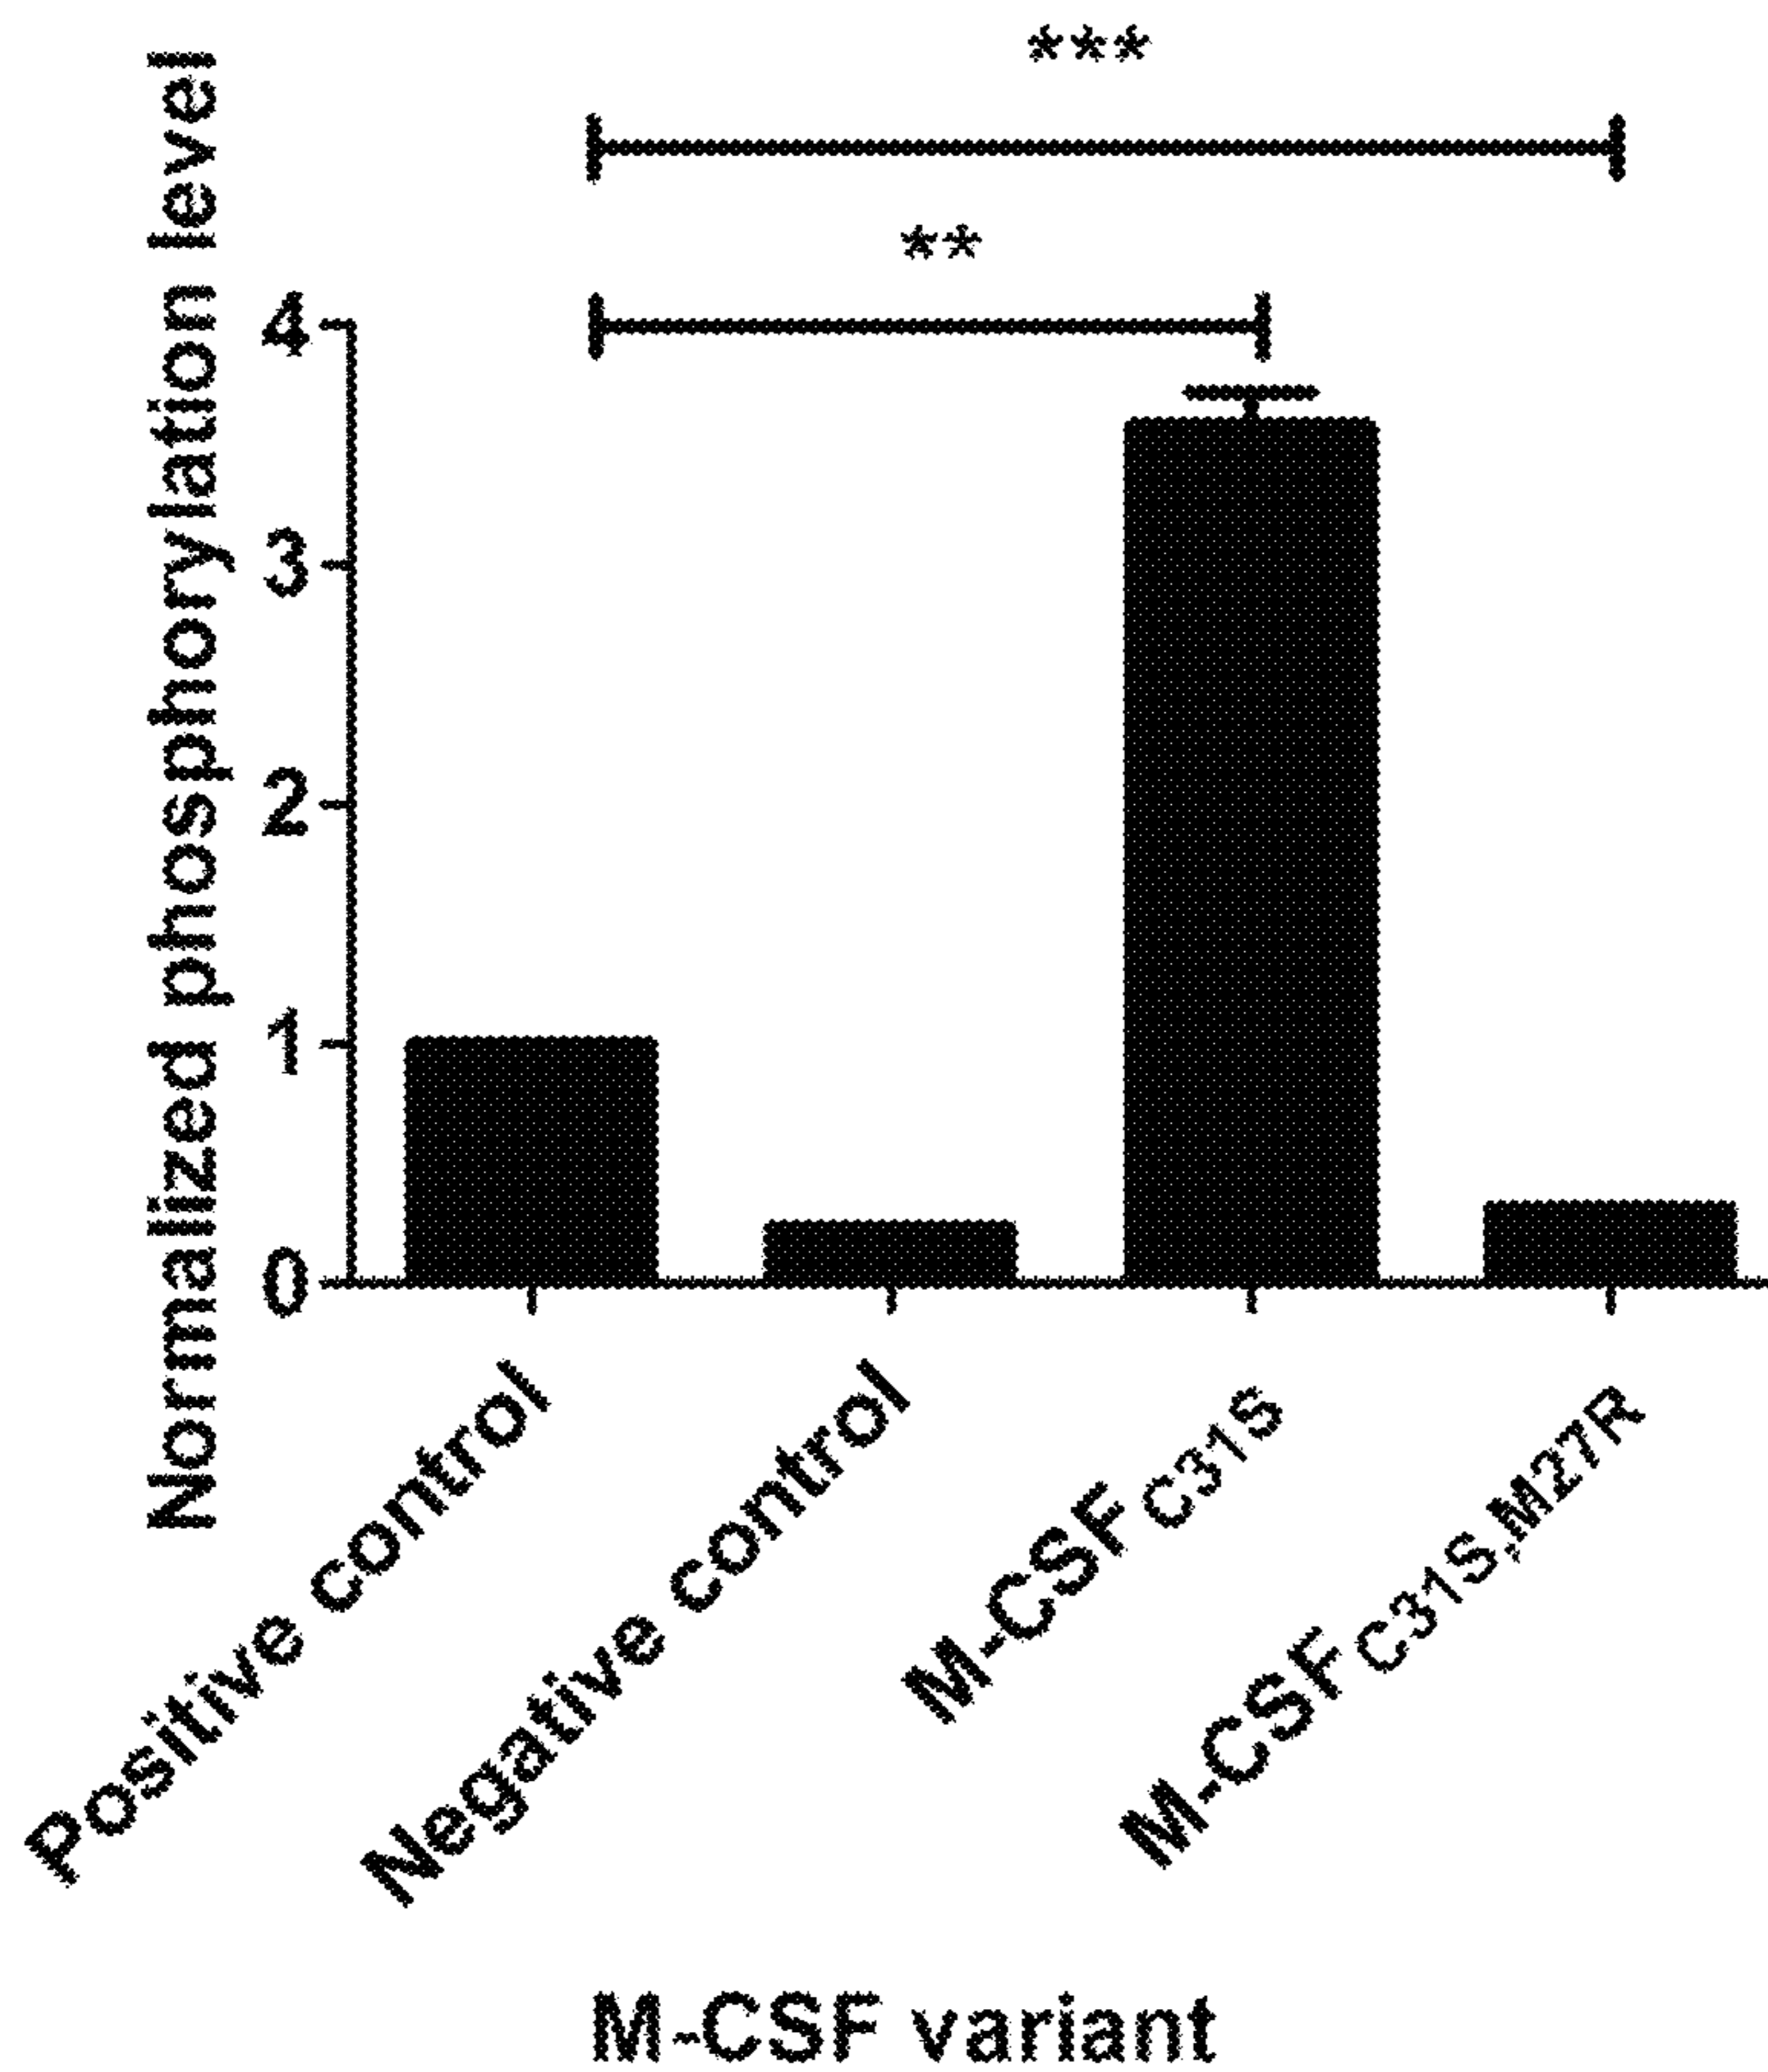 Normalized phosphorylation level
***
**
4
3
2
1
0
Positive control
Negative control
M-CSF C31S
M-CSF C31S,M27R
M-CSF variant